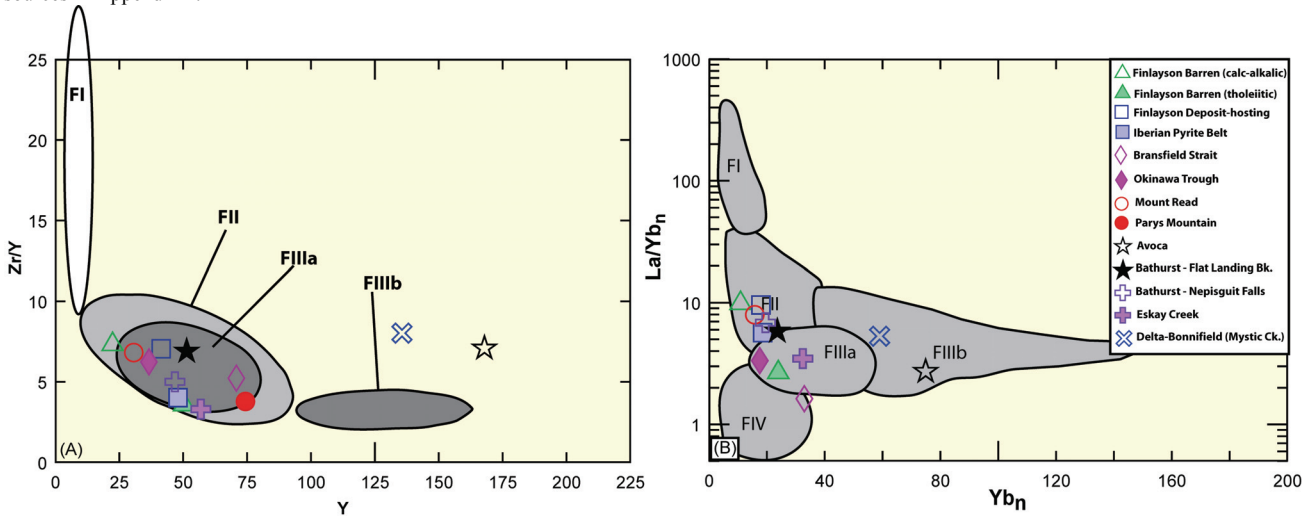 25
20
15
10
5
0
Zr/Y
FI
FII
FIIIa
FIIIb
(A)
0 25 50 75 100 125 150 175 200 225
Y
1000
100
10
1
La/Ybn
FI
FII
FIIIa
FIIIb
FIV
(B)
0 40 80 120 160 200
Ybn
Finlayson Barren (calc-alkalic)
Finlayson Barren (tholeiitic)
Finlayson Deposit-hosting
Iberian Pyrite Belt
Bransfield Strait
Okinawa Trough
Mount Read
Parys Mountain
Avoca
Bathurst - Flat Landing Bk.
Bathurst - Nepisguit Falls
Eskay Creek
Delta-Bonnifield (Mystic Ck.)